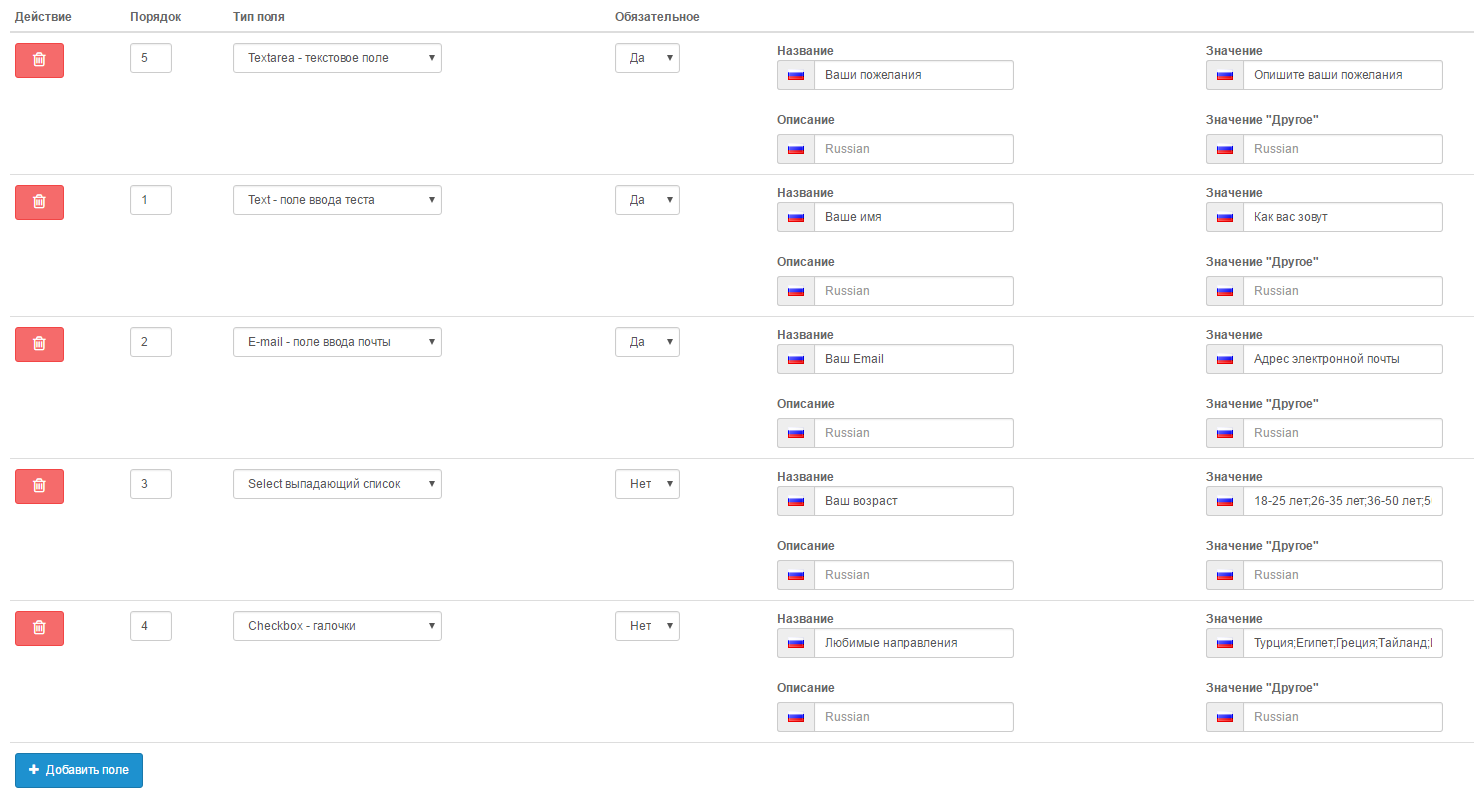 Действие Порядок Тип поля Обязательное
5 Textarea - текстовое поле Да Название Значение
Ваши пожелания Опишите ваши пожелания
Описание Значение "Другое"
Russian Russian
1 Text - поле ввода теста Да Название Значение
Ваше имя Как вас зовут
Описание Значение "Другое"
Russian Russian
2 E-mail - поле ввода почты Да Название Значение
Ваш Email Адрес электронной почты
Описание Значение "Другое"
Russian Russian
3 Select выпадающий список Нет Название Значение
Ваш возраст 18-25 лет;26-35 лет;36-50 лет;5
Описание Значение "Другое"
Russian Russian
4 Checkbox - галочки Нет Название Значение
Любимые направления Турция;Египет;Греция;Тайланд;
Описание Значение "Другое"
Russian Russian
+ Добавить поле